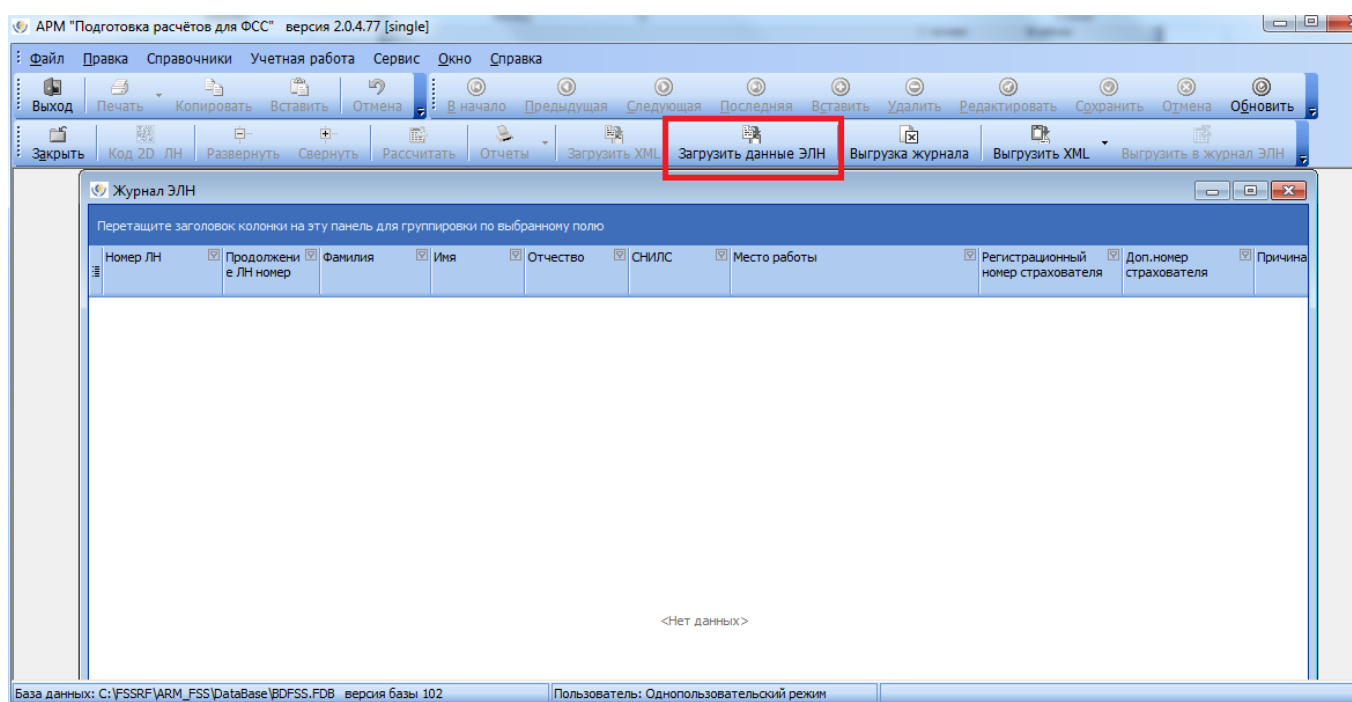 АРМ "Подготовка расчётов для ФСС" версия 2.0.4.77 [single]
Файл Правка Справочники Учетная работа Сервис Окно Справка
Выход Печать Копировать Вставить Отмена В начало Предыдущая Следующая Последняя Вставить Удалить Редактировать Сохранить Отмена Обновить
Закрыть Код 2D ЛН Развернуть Свернуть Рассчитать Отчеты Загрузить XML Загрузить данные ЭЛН Выгрузка журнала Выгрузить XML Выгрузить в журнал ЭЛН
Журнал ЭЛН
Перетащите заголовок колонки на эту панель для группировки по выбранному полю
Номер ЛН Продолжени Фамилия Имя Отчество СНИЛС Место работы Регистрационный Доп.номер Причина
е ЛН номер номер страхователя страхователя
<Нет данных>
База данных: C:\FSSRF\ARM_FSS\DataBase\BDFSS.FDB версия базы 102 Пользователь: Однопользовательский режим